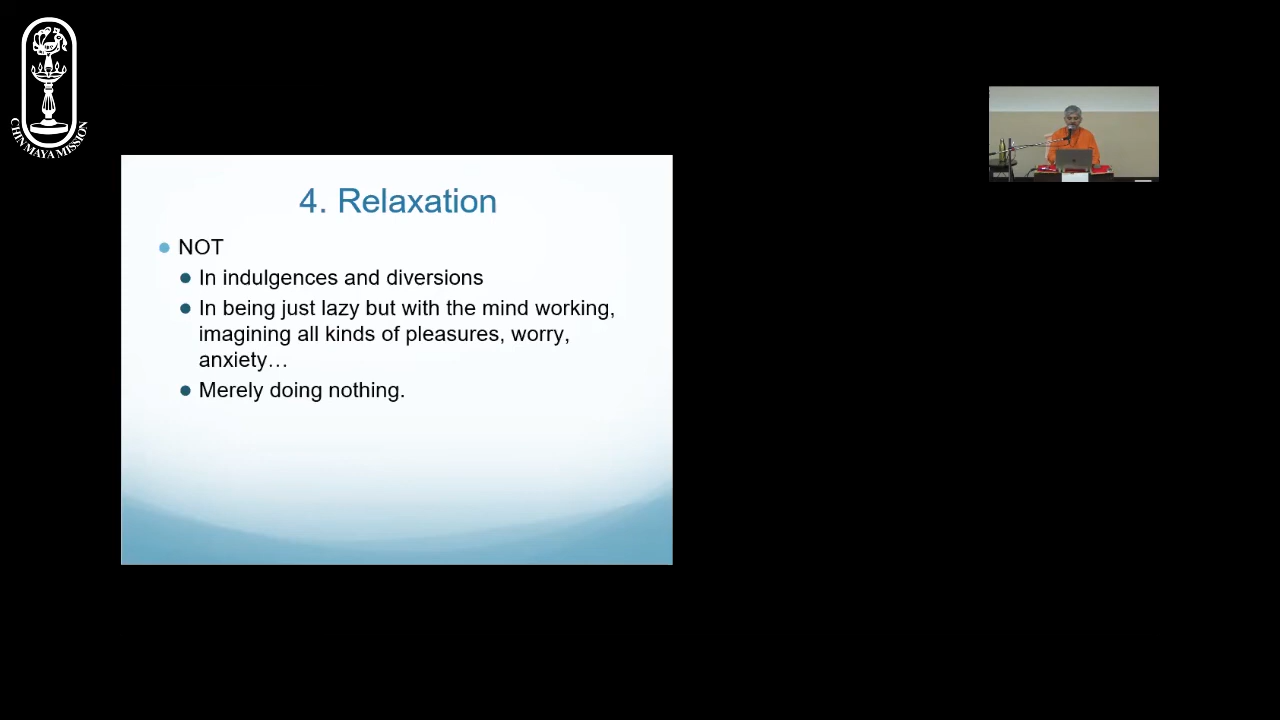 CHINMAYA MISSION
4. Relaxation
NOT
In indulgences and diversions
In being just lazy but with the mind working,
imagining all kinds of pleasures, worry,
anxiety…
Merely doing nothing.